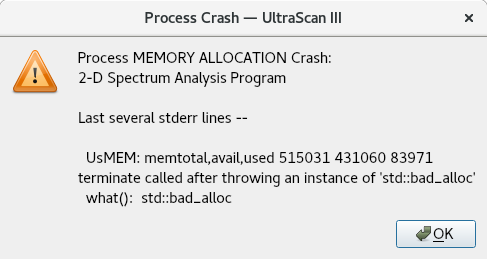 Process Crash — UltraScan III
Process MEMORY ALLOCATION Crash:
2-D Spectrum Analysis Program
Last several stderr lines --
UsMEM: memtotal,avail,used 515031 431060 83971
terminate called after throwing an instance of 'std::bad_alloc'
what(): std::bad_alloc
OK